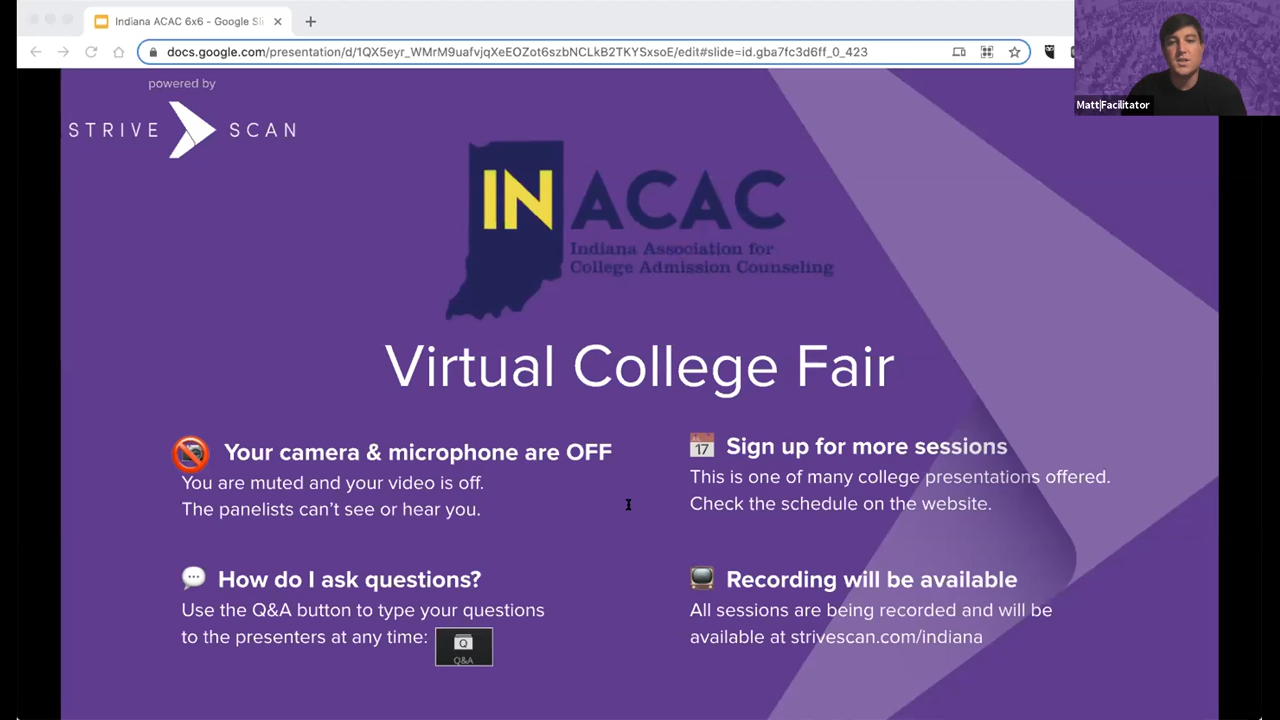 Indiana ACAC 6x6 - Google Sli
docs.google.com/presentation/d/1QX5eyr_WMrM9uafvjqXeEOZot6szbNCLkB2TKYSxsoE/edit#slide=id.gba7fc3d6ff_0_423
Matt|Facilitator
powered by
STRIVE SCAN
INACAC
Indiana Association for
College Admission Counseling
Virtual College Fair
Your camera & microphone are OFF
You are muted and your video is off.
The panelists can't see or hear you.
17
Sign up for more sessions
This is one of many college presentations offered.
Check the schedule on the website.
How do I ask questions?
Use the Q&A button to type your questions
to the presenters at any time:
Q
Q&A
Recording will be available
All sessions are being recorded and will be
available at strivescan.com/indiana